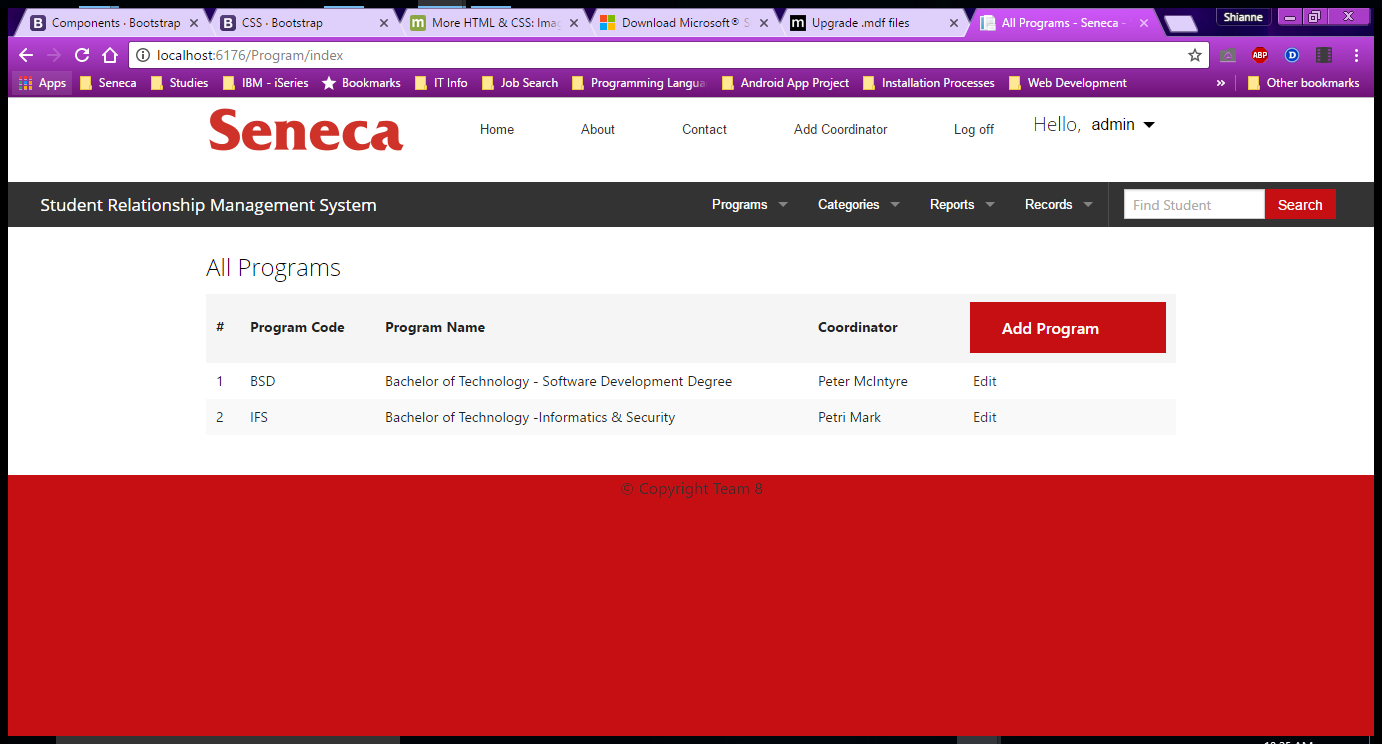 Components · Bootstrap
CSS · Bootstrap
More HTML & CSS: Imag
Download Microsoft® S
Upgrade .mdf files
All Programs - Seneca -
Shianne
localhost:6176/Program/index
ABP
Apps Seneca Studies IBM - iSeries Bookmarks IT Info Job Search Programming Langua Android App Project Installation Processes Web Development » Other bookmarks
Seneca
Home About Contact Add Coordinator Log off Hello, admin
Student Relationship Management System Programs Categories Reports Records Find Student Search
All Programs
# Program Code Program Name Coordinator Add Program
1 BSD Bachelor of Technology - Software Development Degree Peter McIntyre Edit
2 IFS Bachelor of Technology -Informatics & Security Petri Mark Edit
© Copyright Team 8